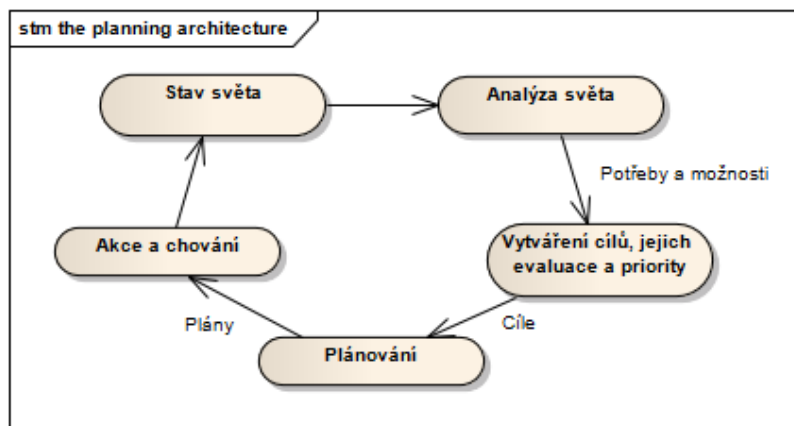 stm the planning architecture
Stav světa
Analýza světa
Potřeby a možnosti
Akce a chování
Vytváření cílů, jejich
evaluace a priority
Plány
Cíle
Plánování